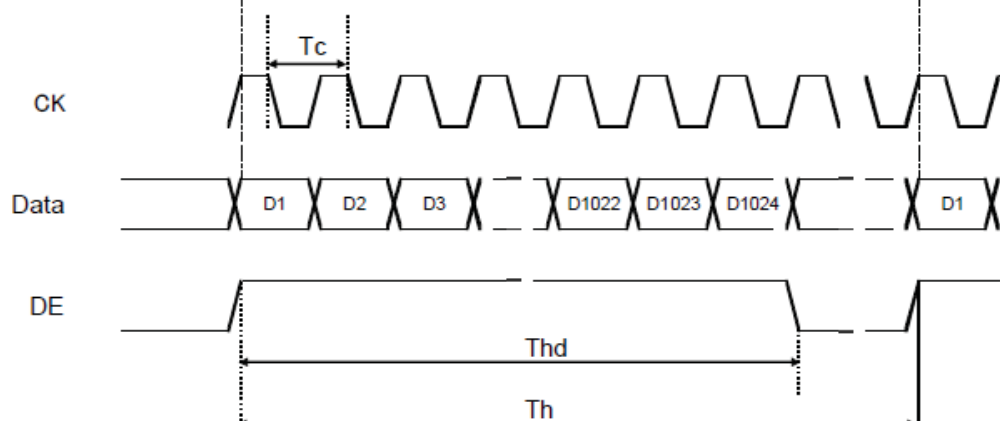 Tc
CK
Data D1 D2 D3 D1022 D1023 D1024 D1
DE
Thd
Th